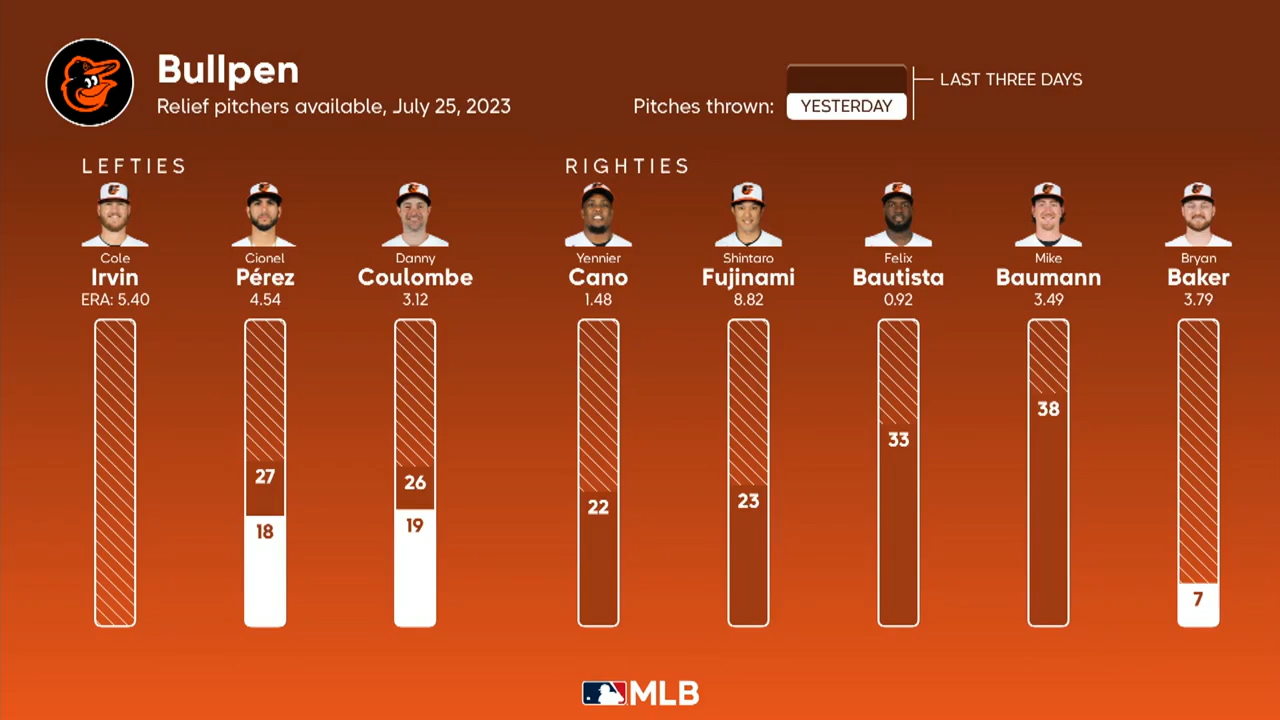 Bullpen
Relief pitchers available, July 25, 2023
Pitches thrown:
YESTERDAY
LAST THREE DAYS
LEFTIES
RIGHTIES
Cole
Irvin
ERA: 5.40
Cionel
Pérez
4.54
27
18
Danny
Coulombe
3.12
26
19
Yennier
Cano
1.48
22
Shintaro
Fujinami
8.82
23
Felix
Bautista
0.92
33
Mike
Baumann
3.49
38
Bryan
Baker
3.79
7
MLB